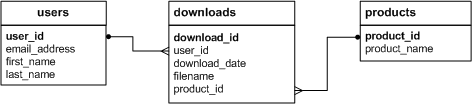 users
user_id
email_address
first_name
last_name
downloads
download_id
user_id
download_date
filename
product_id
products
product_id
product_name